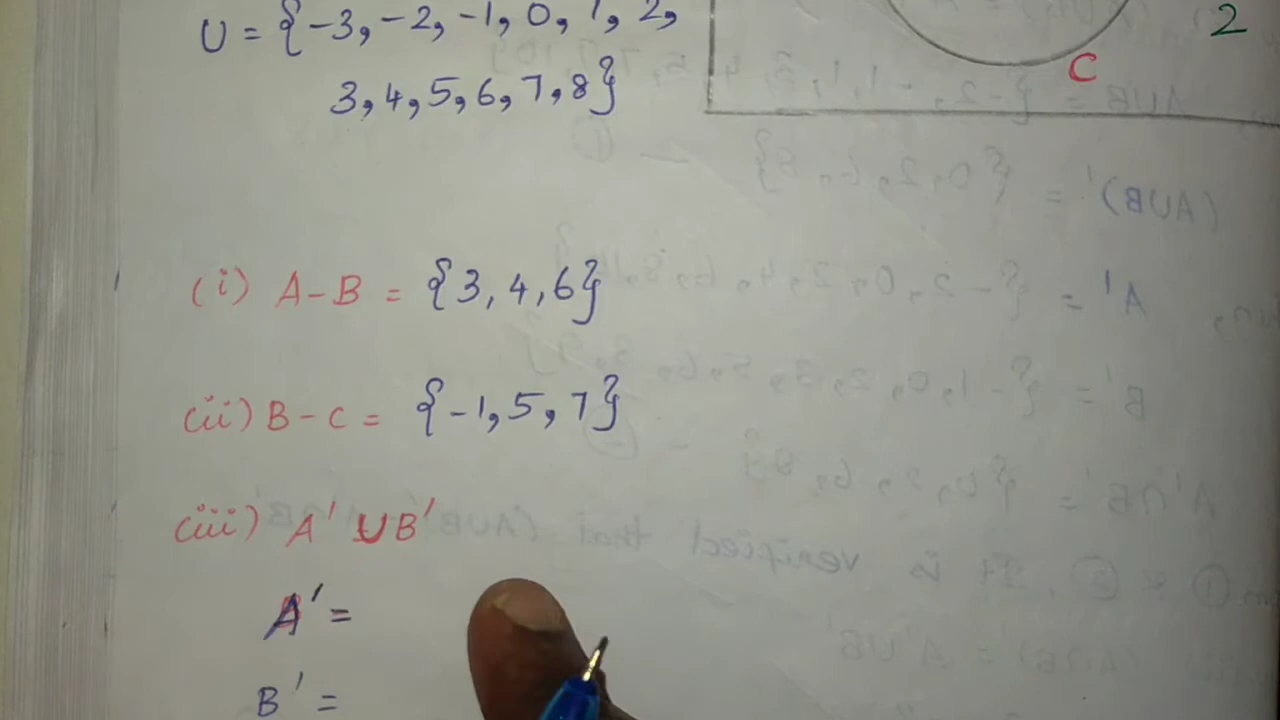 U = {-3, -2, -1, 0, 1, 2,
3, 4, 5, 6, 7, 8}
2
C
(i) A-B = {3, 4, 6}
(ii) B-C = {-1, 5, 7}
(iii) A' ∪ B'
A' =
B' =